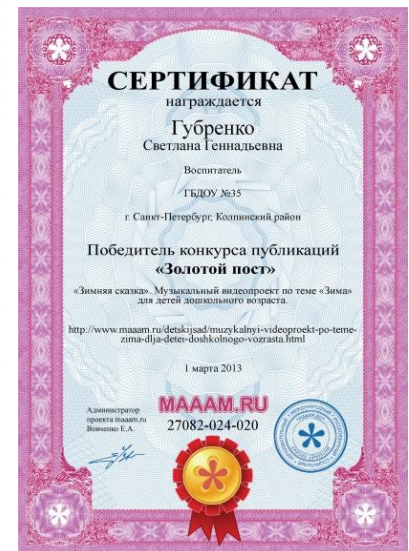 СЕРТИФИКАТ
награждается
Губренко
Светлана Геннадьевна
Воспитатель
ГБДОУ №35
г. Санкт-Петербург, Колпинский район
Победитель конкурса публикаций
«Золотой пост»
«Зимняя сказка». Музыкальный видеопроект по теме «Зима»
для детей дошкольного возраста.
http://www.maaam.ru/detskijsad/muzykalnyi-videoproekt-po-teme-
zima-dlja-detei-doshkolnogo-vozrasta.html
1 марта 2013
Администратор
проекта maaam.ru
Вовченко Е.А.
MAAAM.RU
27082-024-020